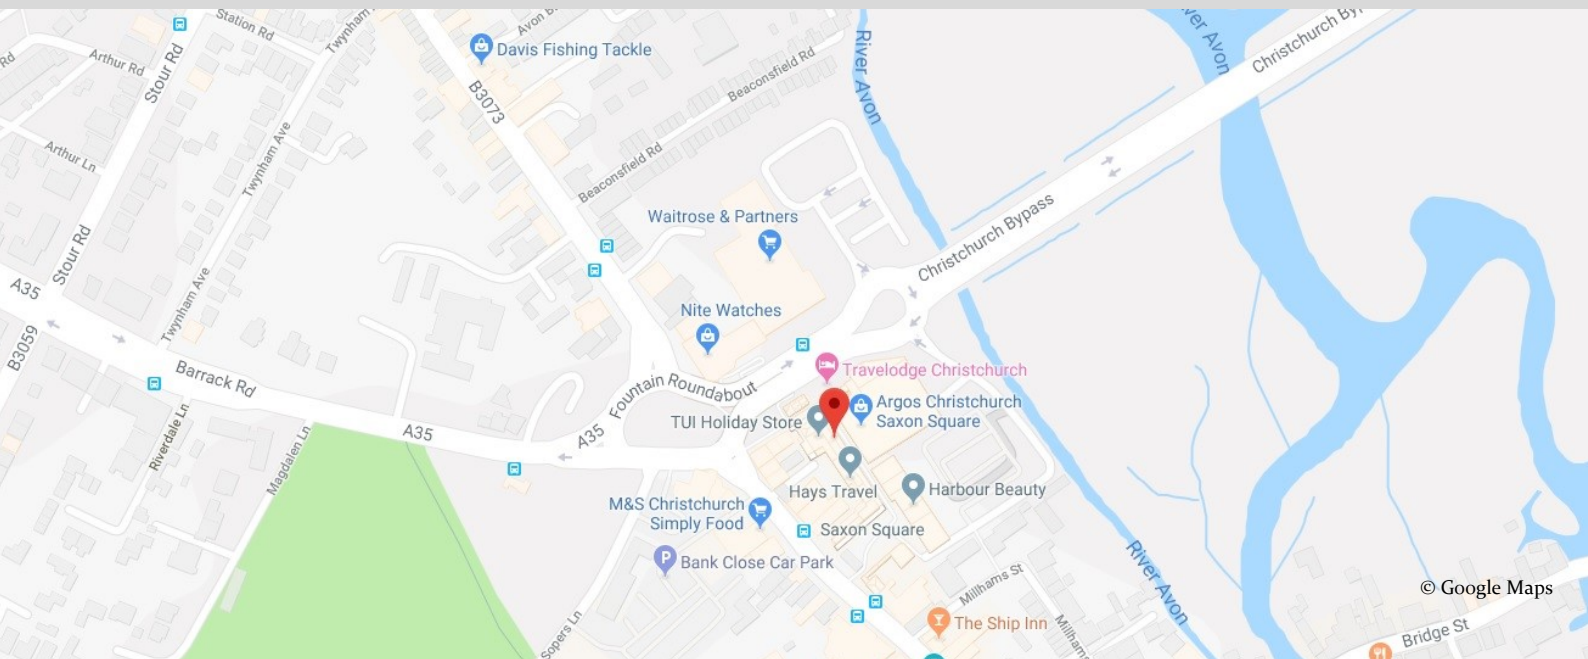 Station Rd
Avon B
Twynham
Christchurch Byp
ver Avon
River Avon
Davis Fishing Tackle
Arthur Rd
Rd
Stour Rd
B3073
Beaconsfield Rd
Arthur Ln
Twynham Ave
Beaconsfield Rd
Waitrose & Partners
Christchurch Bypass
Stour Rd
A35
Twynham Ave
Nite Watches
B3059
Barrack Rd
Fountain Roundabout
Travelodge Christchurch
Argos Christchurch
Saxon Square
TUI Holiday Store
A35
A35
Riverdale Ln
Magdalen Ln
Hays Travel
Harbour Beauty
M&S Christchurch
Simply Food
Saxon Square
P
Bank Close Car Park
River Avon
Millhams St
© Google Maps
Sopers Ln
The Ship Inn
Millhams
Bridge St